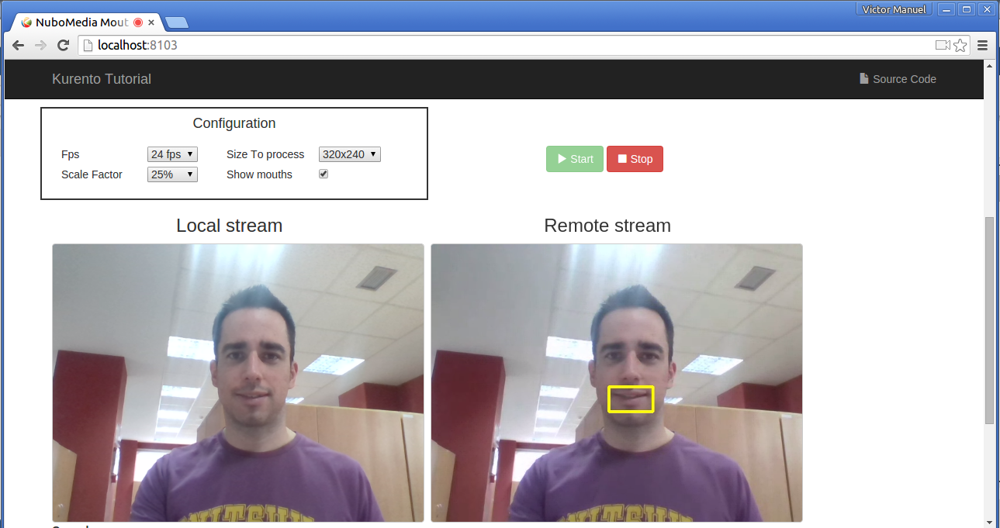 Victor Manuel
NuboMedia Mout
localhost:8103
Kurento Tutorial
Source Code
Configuration
Fps 24 fps Size To process 320x240
Scale Factor 25% Show mouths
Start Stop
Local stream
Remote stream